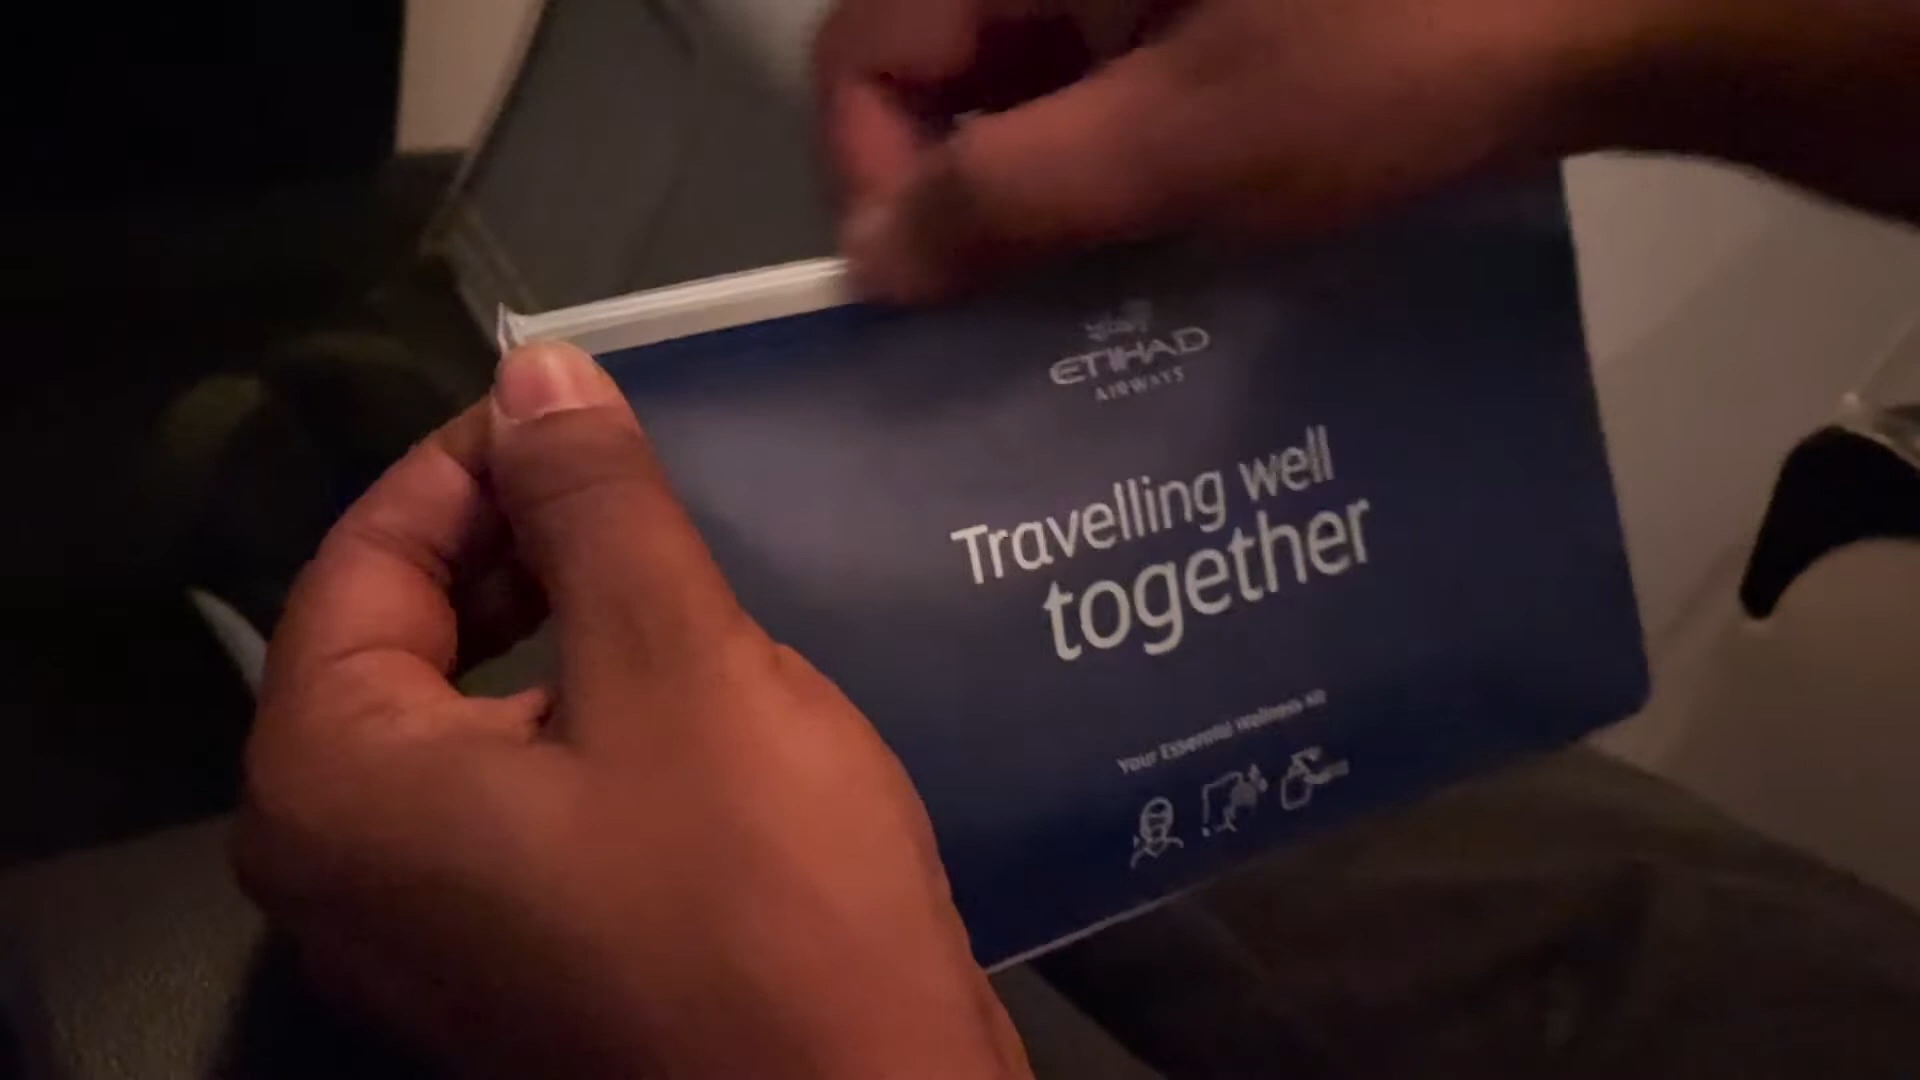 ETIHAD
AIRWAYS
Travelling well
together
Your Essential Wellness Kit